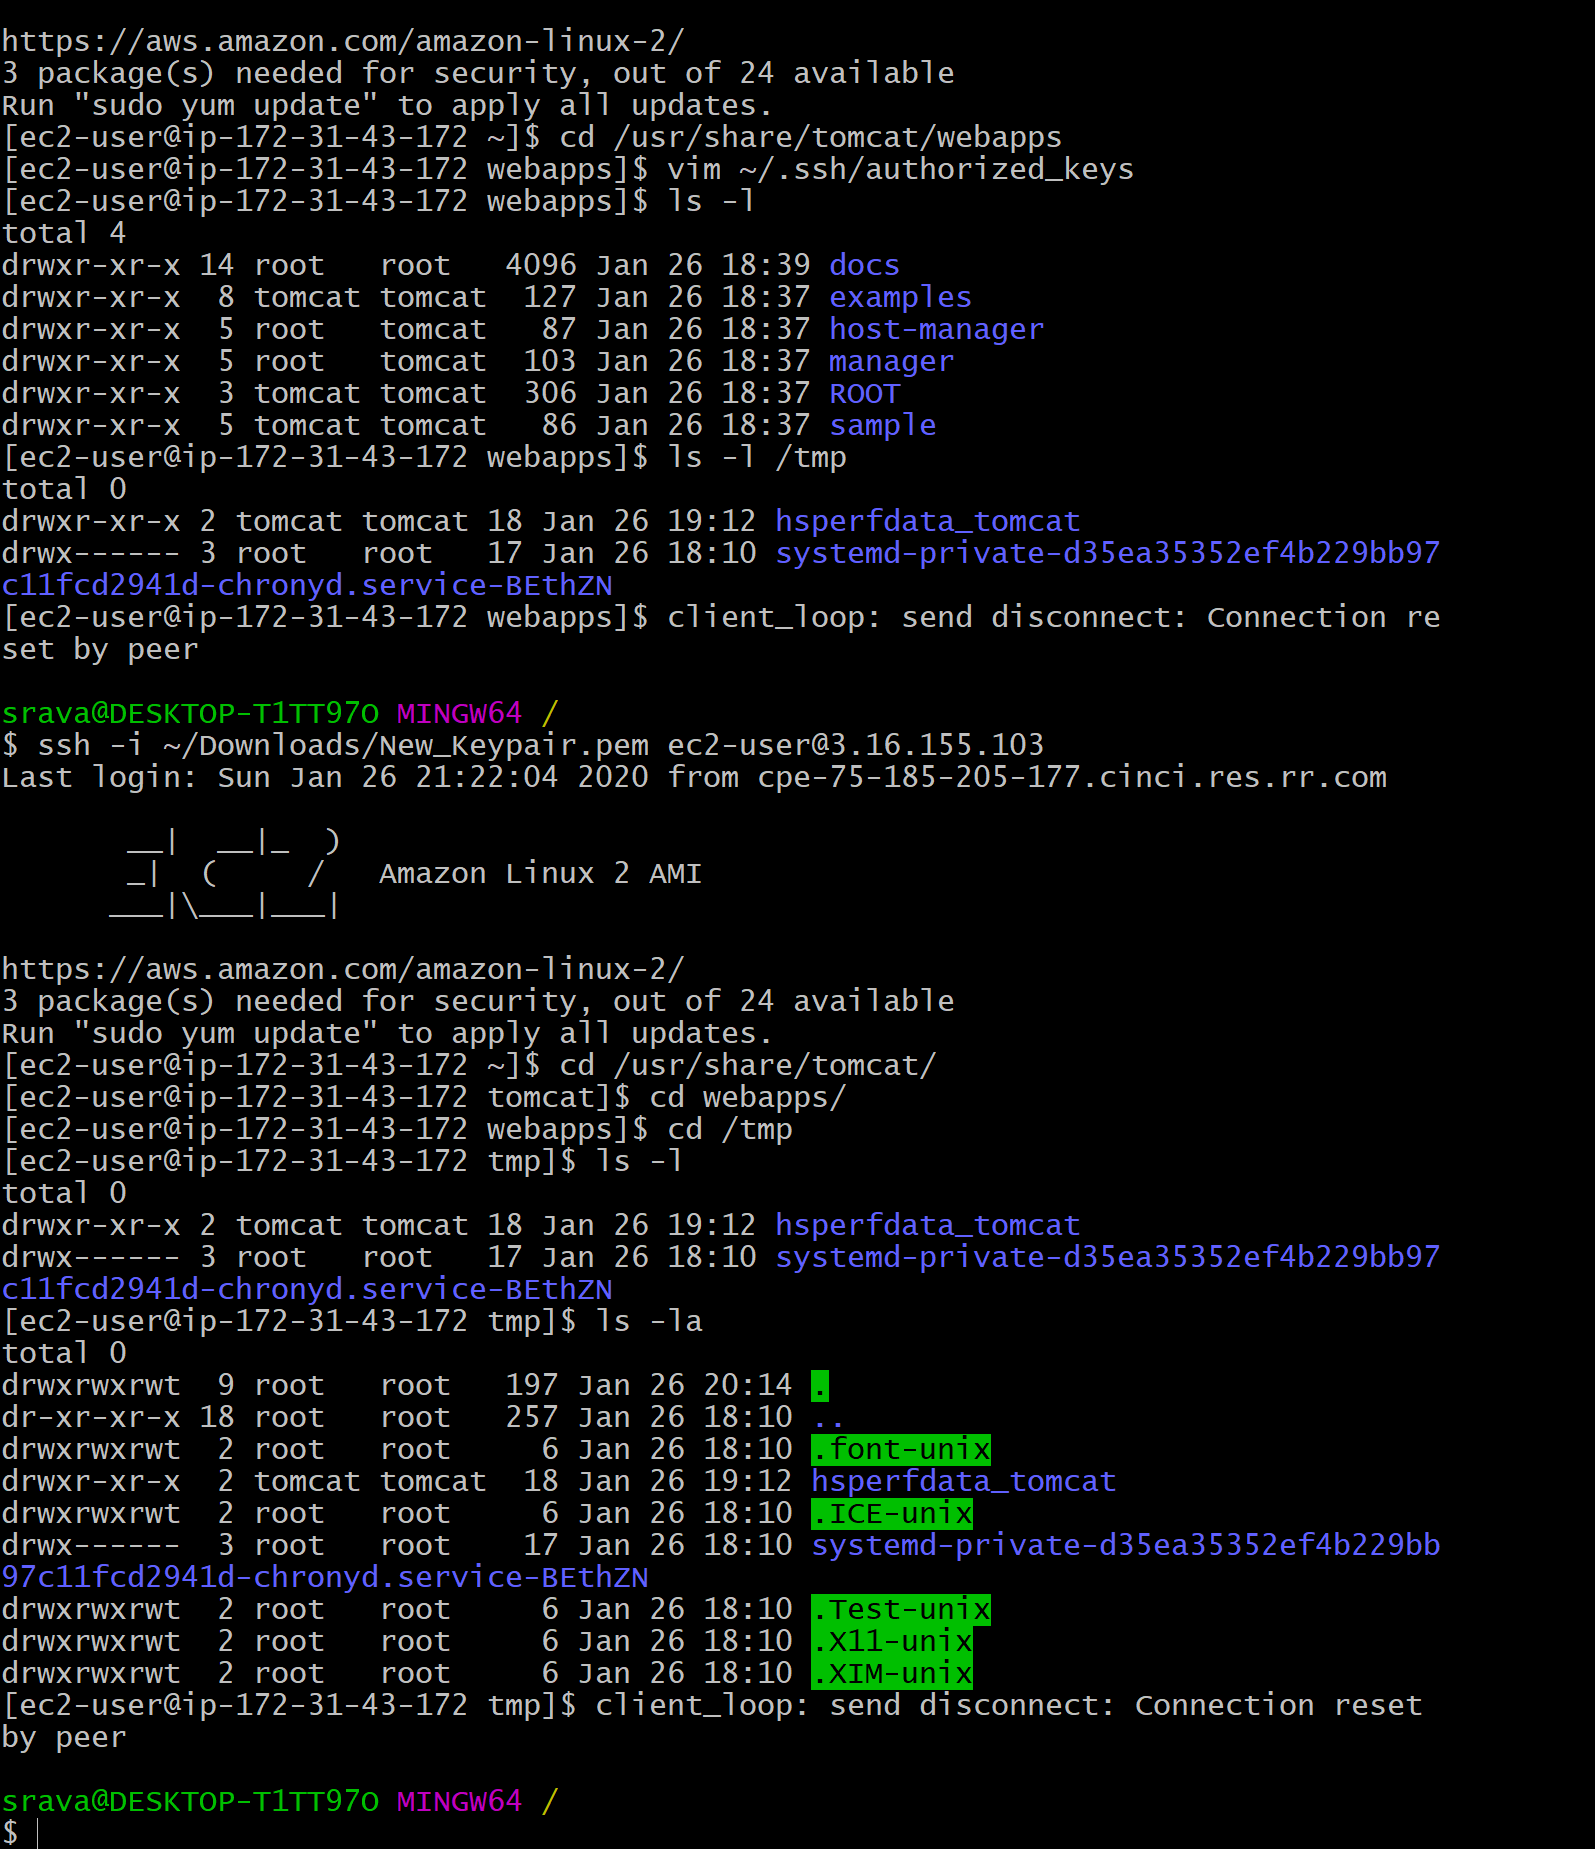 https://aws.amazon.com/amazon-linux-2/
3 package(s) needed for security, out of 24 available
Run "sudo yum update" to apply all updates.
[ec2-user@ip-172-31-43-172 ~]$ cd /usr/share/tomcat/webapps
[ec2-user@ip-172-31-43-172 webapps]$ vim ~/.ssh/authorized_keys
[ec2-user@ip-172-31-43-172 webapps]$ ls -l
total 4
drwxr-xr-x 14 root   root   4096 Jan 26 18:39 docs
drwxr-xr-x  8 tomcat tomcat  127 Jan 26 18:37 examples
drwxr-xr-x  5 root   tomcat   87 Jan 26 18:37 host-manager
drwxr-xr-x  5 root   tomcat  103 Jan 26 18:37 manager
drwxr-xr-x  3 tomcat tomcat  306 Jan 26 18:37 ROOT
drwxr-xr-x  5 tomcat tomcat   86 Jan 26 18:37 sample
[ec2-user@ip-172-31-43-172 webapps]$ ls -l /tmp
total 0
drwxr-xr-x 2 tomcat tomcat 18 Jan 26 19:12 hsperfdata_tomcat
drwx------ 3 root   root   17 Jan 26 18:10 systemd-private-d35ea35352ef4b229bb97
c11fcd2941d-chronyd.service-BEthZN
[ec2-user@ip-172-31-43-172 webapps]$ client_loop: send disconnect: Connection re
set by peer
srava@DESKTOP-T1TT97O MINGW64 /
$ ssh -i ~/Downloads/New_Keypair.pem ec2-user@3.16.155.103
Last login: Sun Jan 26 21:22:04 2020 from cpe-75-185-205-177.cinci.res.rr.com
       __|  __|_  )
       _|  (     /   Amazon Linux 2 AMI
      ___|\___|___|
https://aws.amazon.com/amazon-linux-2/
3 package(s) needed for security, out of 24 available
Run "sudo yum update" to apply all updates.
[ec2-user@ip-172-31-43-172 ~]$ cd /usr/share/tomcat/
[ec2-user@ip-172-31-43-172 tomcat]$ cd webapps/
[ec2-user@ip-172-31-43-172 webapps]$ cd /tmp
[ec2-user@ip-172-31-43-172 tmp]$ ls -l
total 0
drwxr-xr-x 2 tomcat tomcat 18 Jan 26 19:12 hsperfdata_tomcat
drwx------ 3 root   root   17 Jan 26 18:10 systemd-private-d35ea35352ef4b229bb97
c11fcd2941d-chronyd.service-BEthZN
[ec2-user@ip-172-31-43-172 tmp]$ ls -la
total 0
drwxrwxrwt  9 root   root   197 Jan 26 20:14 .
dr-xr-xr-x 18 root   root   257 Jan 26 18:10 ..
drwxrwxrwt  2 root   root     6 Jan 26 18:10 .font-unix
drwxr-xr-x  2 tomcat tomcat  18 Jan 26 19:12 hsperfdata_tomcat
drwxrwxrwt  2 root   root     6 Jan 26 18:10 .ICE-unix
drwx------  3 root   root    17 Jan 26 18:10 systemd-private-d35ea35352ef4b229bb
97c11fcd2941d-chronyd.service-BEthZN
drwxrwxrwt  2 root   root     6 Jan 26 18:10 .Test-unix
drwxrwxrwt  2 root   root     6 Jan 26 18:10 .X11-unix
drwxrwxrwt  2 root   root     6 Jan 26 18:10 .XIM-unix
[ec2-user@ip-172-31-43-172 tmp]$ client_loop: send disconnect: Connection reset
by peer
srava@DESKTOP-T1TT97O MINGW64 /
$